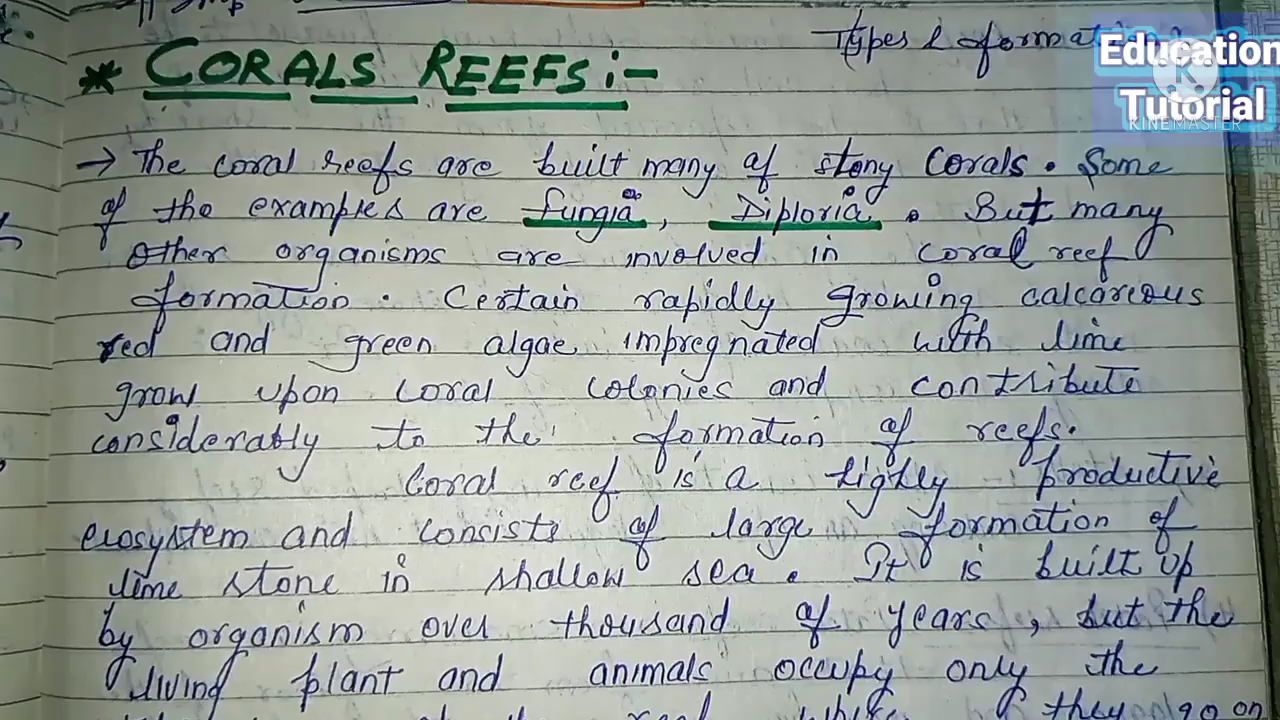 Types & formation
Education
Tutorial
KINEMASTER
* CORALS REEFS :-
→ The coral reefs are built many of stony corals. Some
of the examples are fungia, Diploria. But many
other organisms are involved in coral reef
formation. Certain rapidly growing calcareous
red and green algae impregnated with lime
grow upon coral colonies and contribute
considerably to the formation of reefs.
Coral reef is a highly productive
ecosystem and consists of large formation of
lime stone in shallow sea. It is built up
by organism over thousand of years, but the
living plant and animals occupy only the